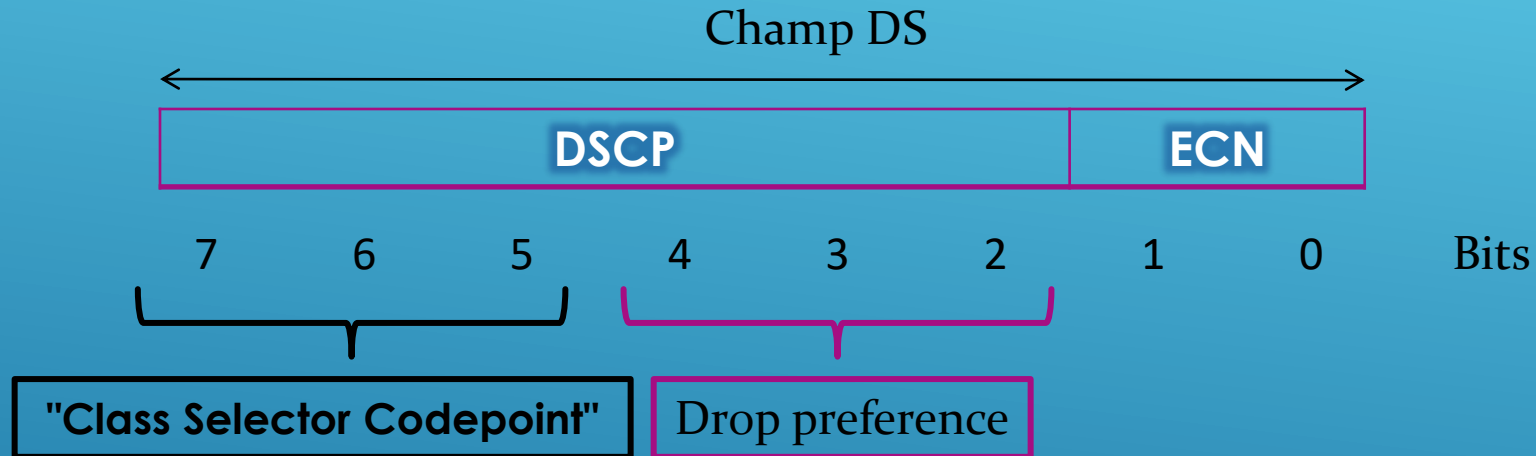 Champ DS
DSCP ECN
7 6 5 4 3 2 1 0 Bits
"Class Selector Codepoint" Drop preference